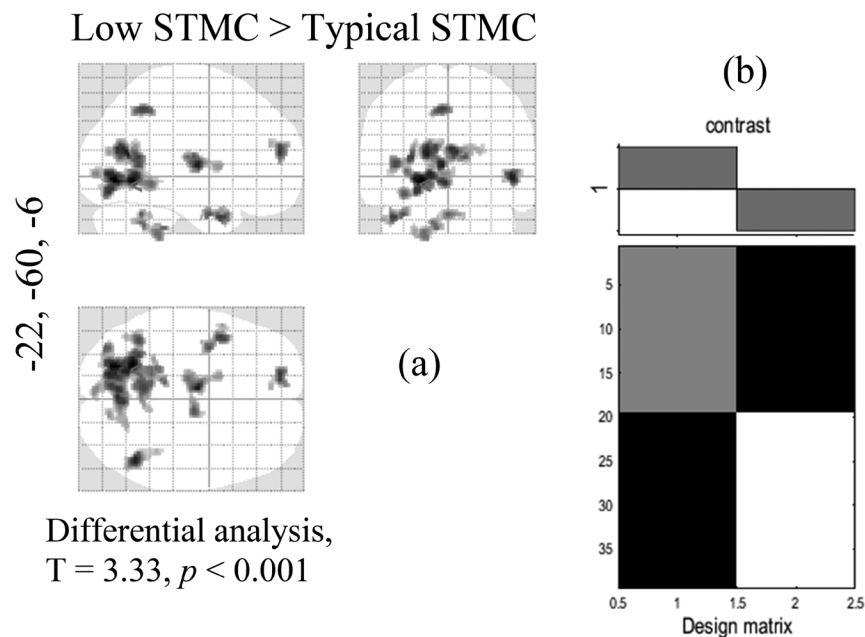 Low STMC > Typical STMC
-22, -60, -6
(a)
Differential analysis,
T = 3.33, p < 0.001
(b)
contrast
1
5
10
15
20
25
30
35
0.5 1 1.5 2 2.5
Design matrix